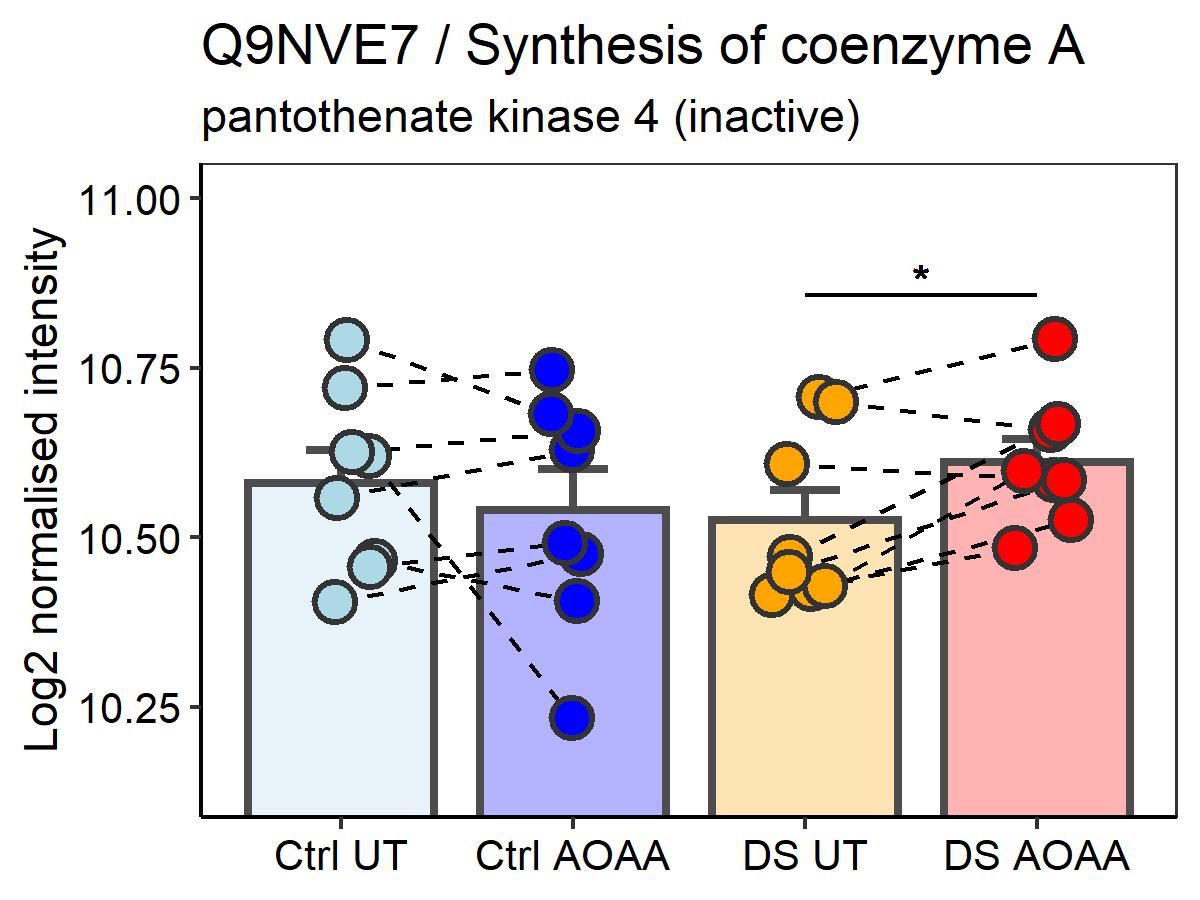 Q9NVE7 / Synthesis of coenzyme A
pantothenate kinase 4 (inactive)
Log2 normalised intensity
11.00
10.75
10.50
10.25
*
Ctrl UT
Ctrl AOAA
DS UT
DS AOAA